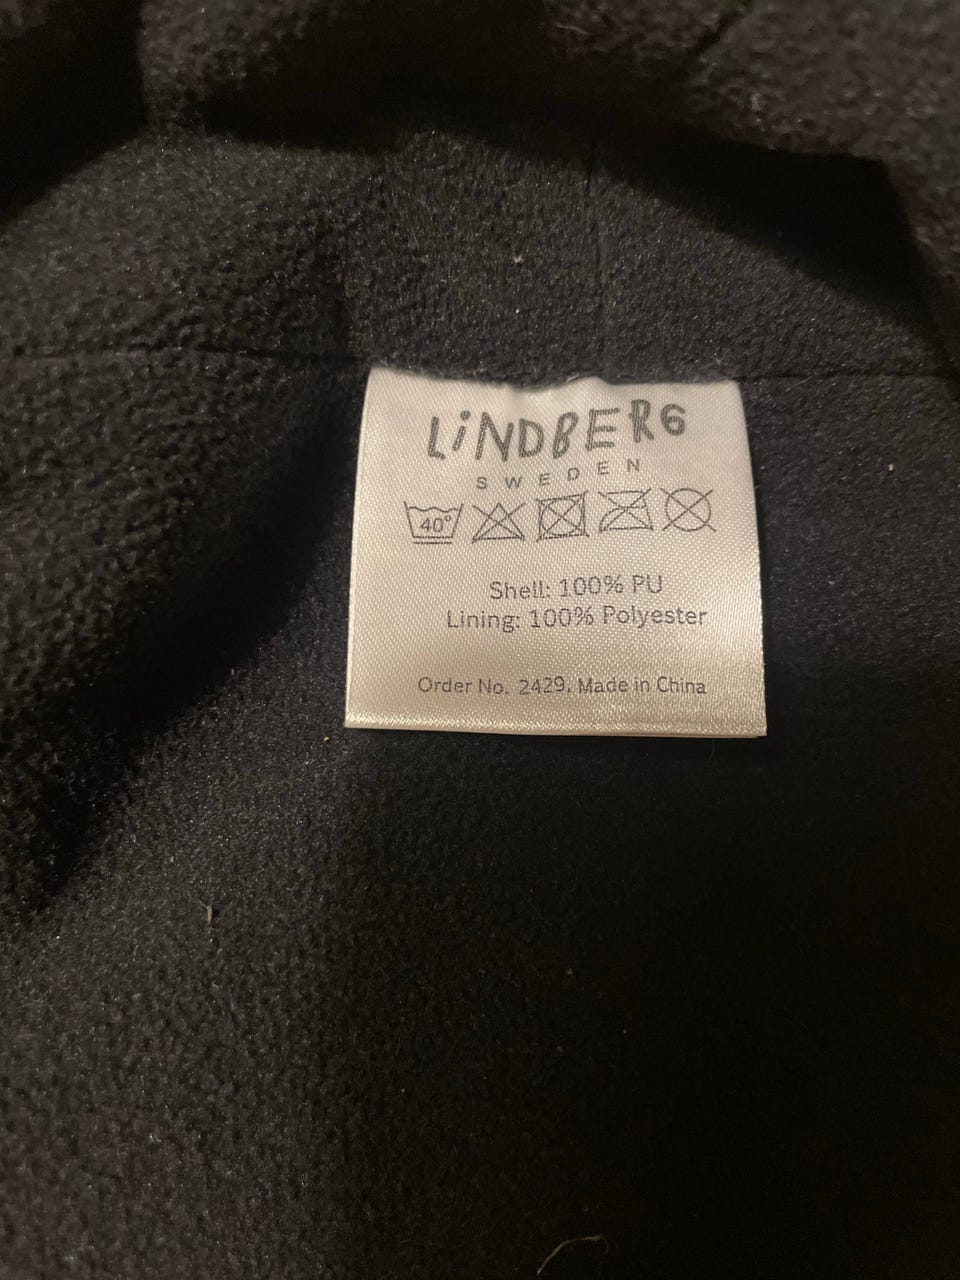 LiNDBERG
SWEDEN
40°
Shell: 100% PU
Lining: 100% Polyester
Order No. 2429. Made in China